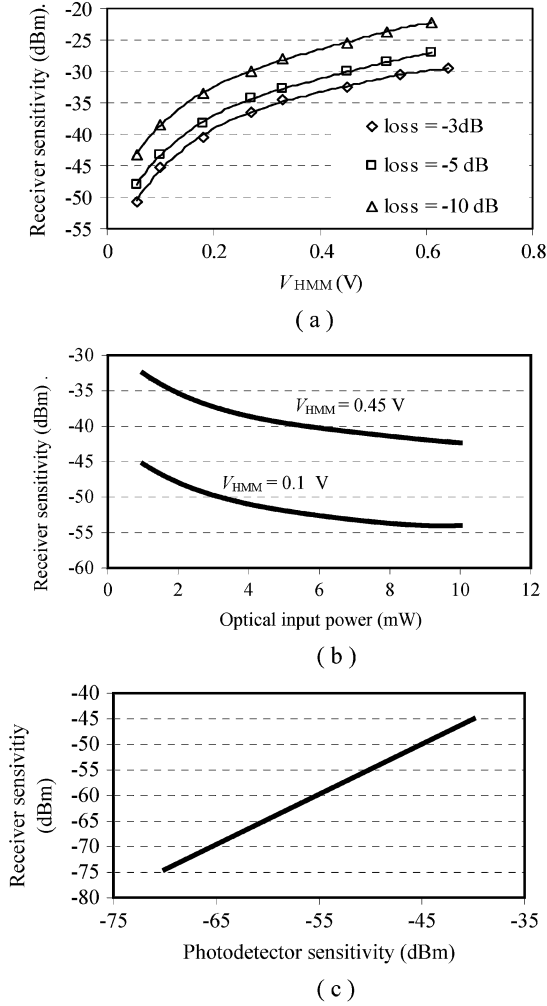 Receiver sensitivity (dBm).
-20
-25
-30
-35
-40
-45
-50
-55
loss = -3dB
loss = -5 dB
loss = -10 dB
0
0.2
0.4
0.6
0.8
VHMM (V)
( a )
Receiver sensitivity (dBm) .
-30
-35
-40
-45
-50
-55
-60
VHMM = 0.45 V
VHMM = 0.1 V
0
2
4
6
8
10
12
Optical input power (mW)
( b )
Receiver sensivitiy
(dBm)
-40
-45
-50
-55
-60
-65
-70
-75
-80
-75
-65
-55
-45
-35
Photodetector sensitivity (dBm)
( c )